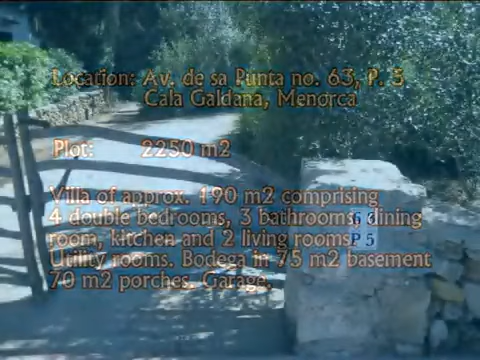 Location: Av. de sa Punta no. 63, P. 5
Cala Galdana, Menorca
Plot: 2250 m2
Villa of approx. 190 m2 comprising
4 double bedrooms, 3 bathrooms, dining
room, kitchen and 2 living rooms.
Utility rooms. Bodega in 75 m2 basement
70 m2 porches. Garage.
63
P 5